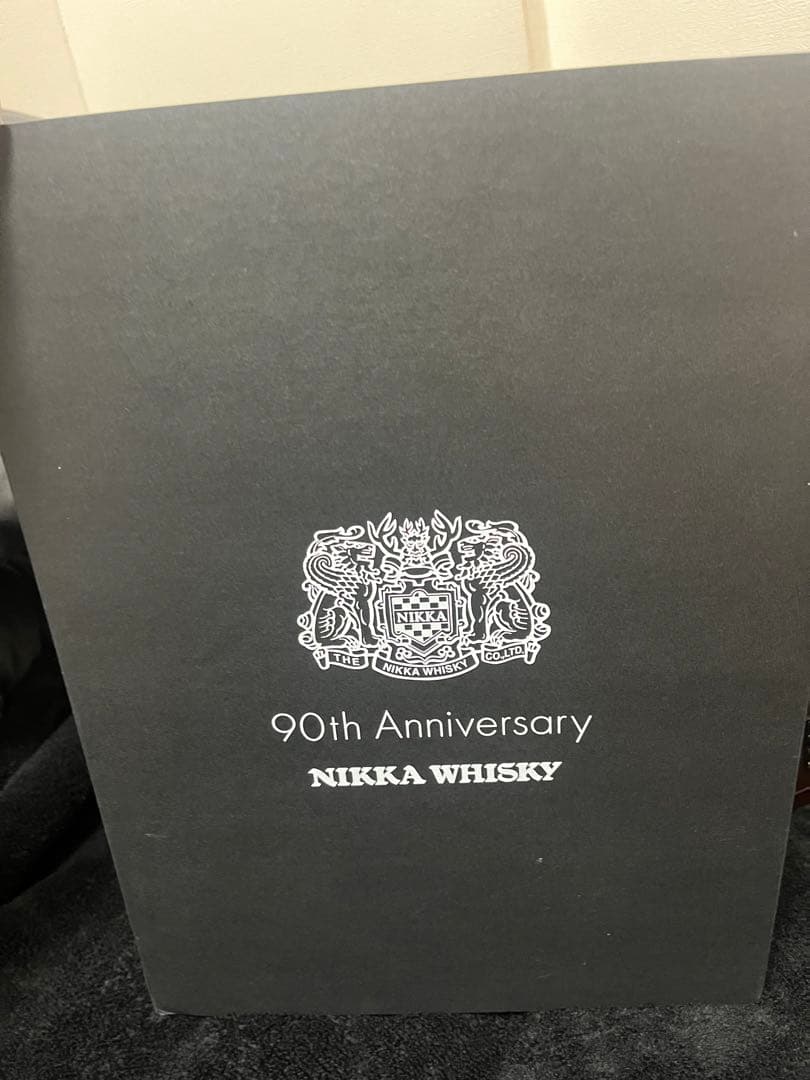 NIKKA
THE NIKKA WHISKY CO.,LTD.
90th Anniversary
NIKKA WHISKY